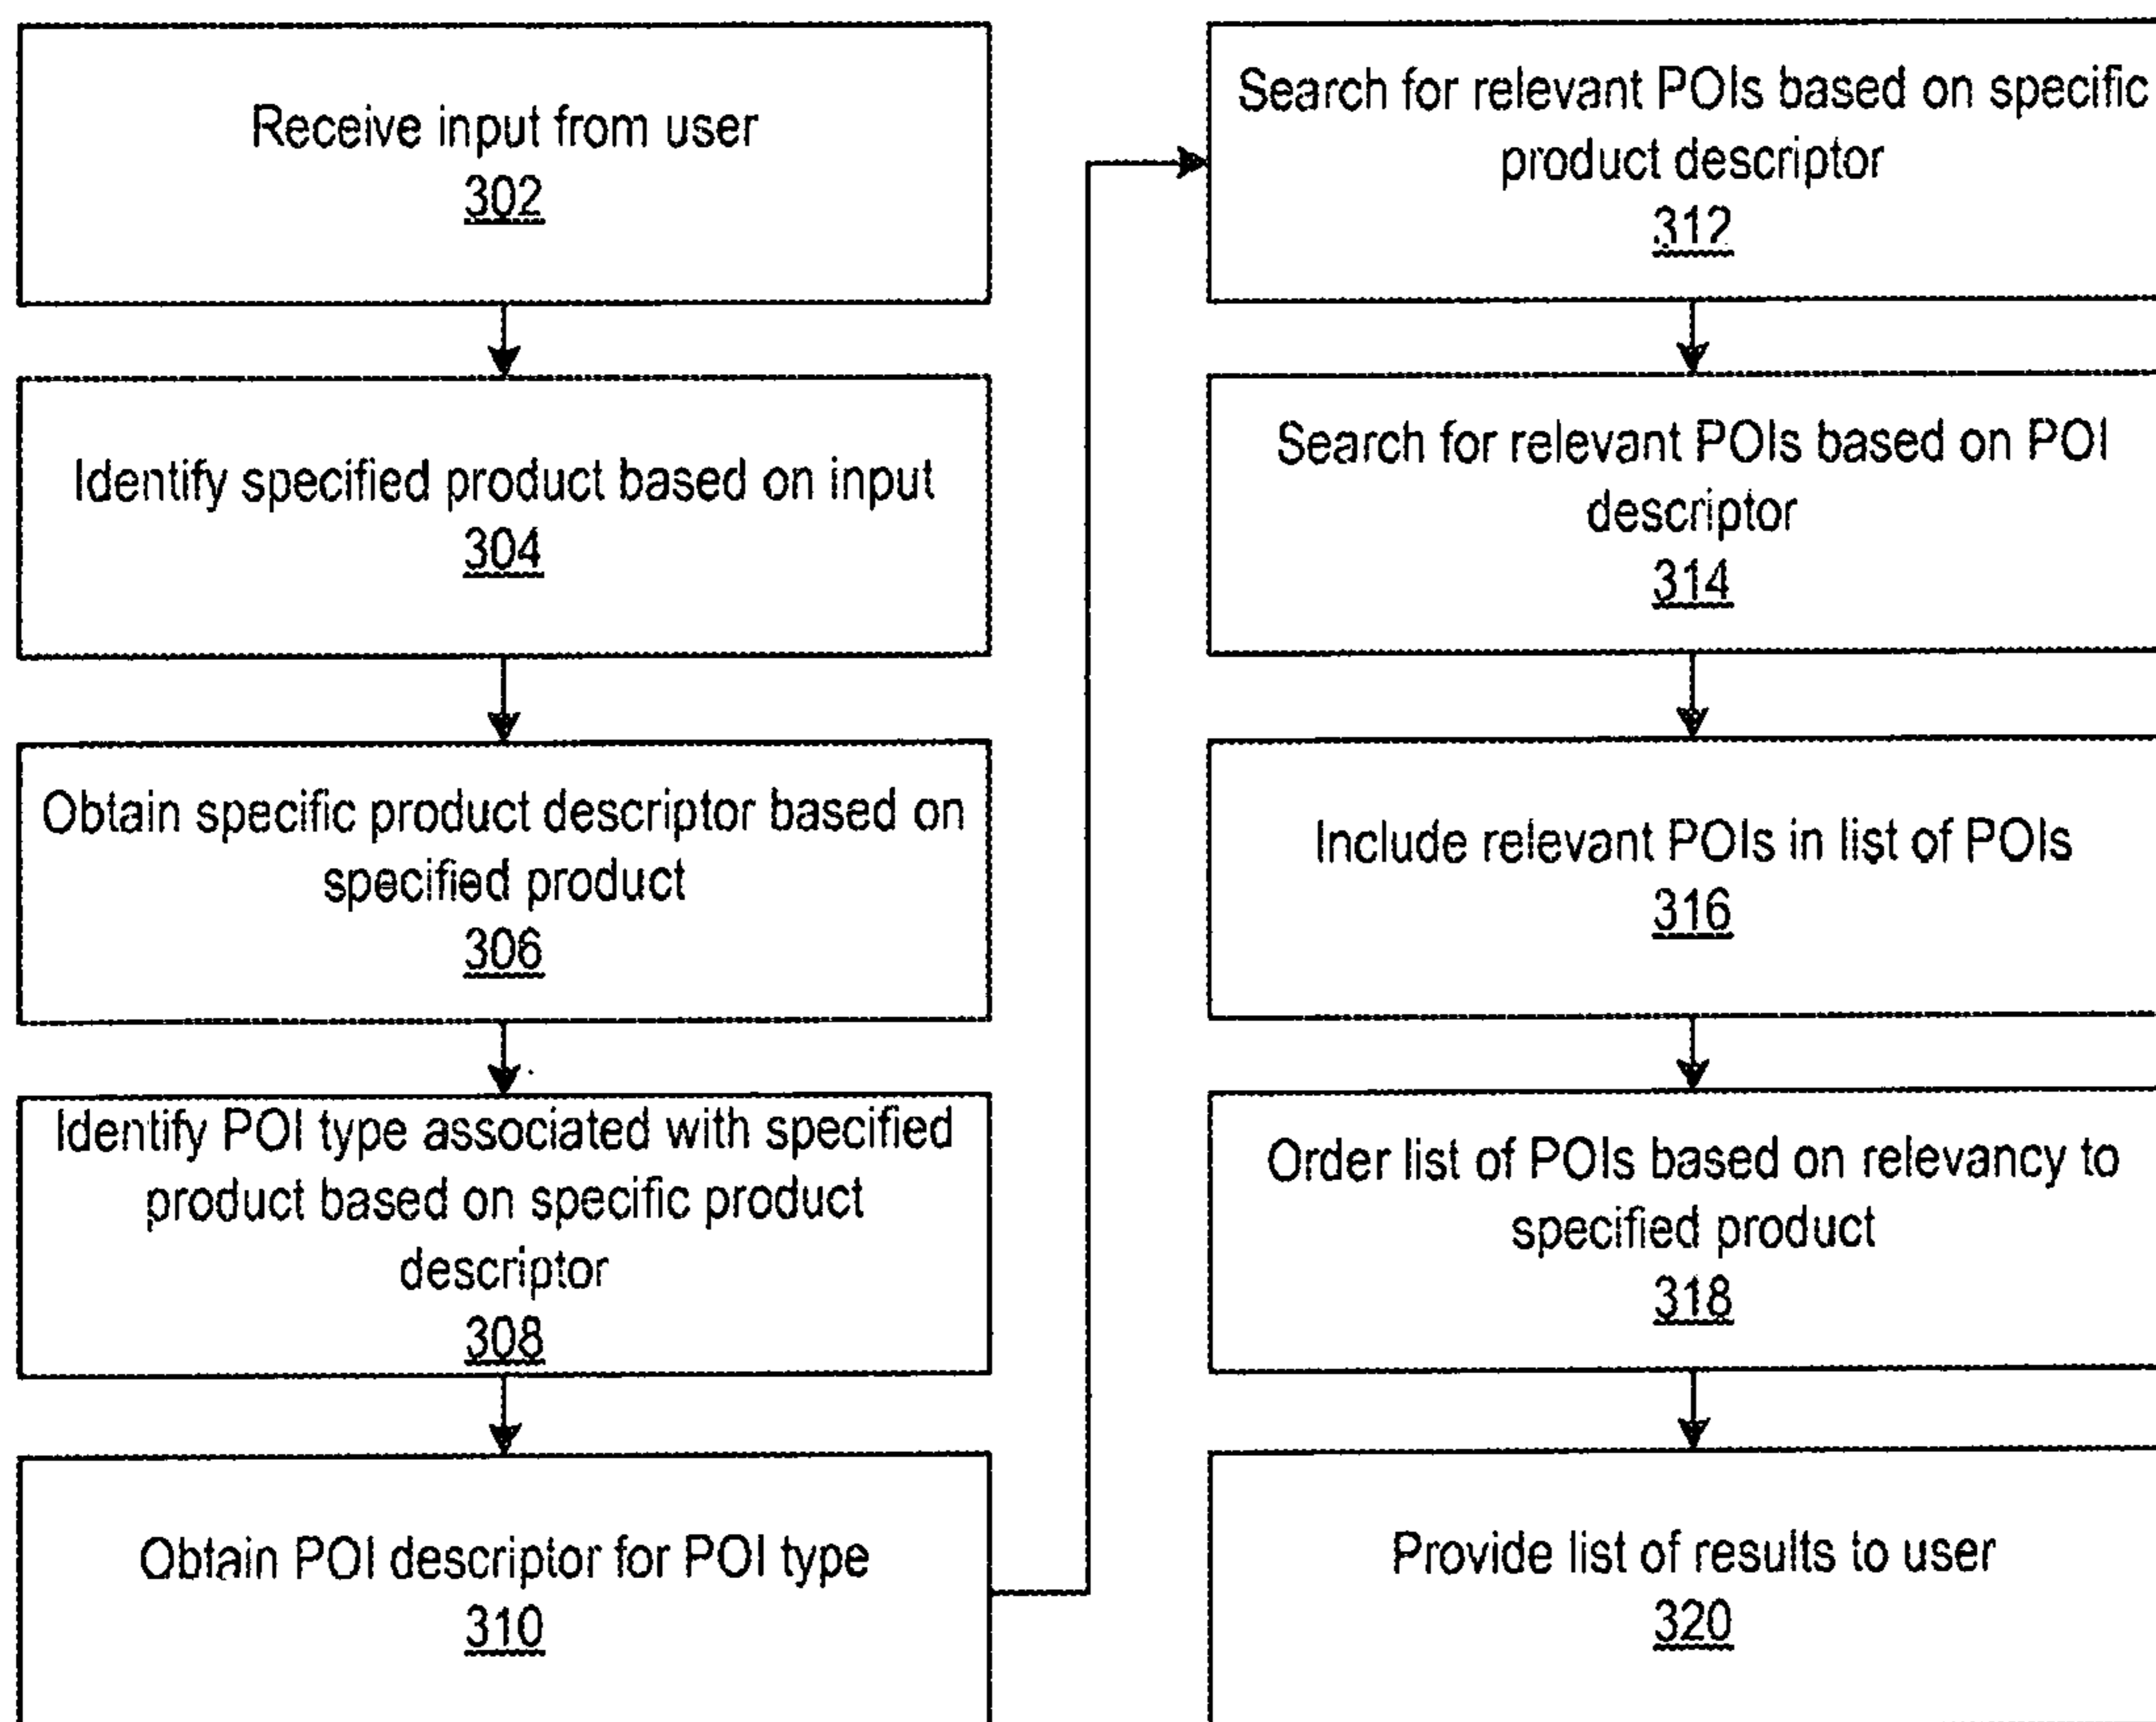 Receive input from user
302
Identify specified product based on input
304
Obtain specific product descriptor based on
specified product
306
Identify POI type associated with specified
product based on specific product
descriptor
308
Obtain POI descriptor for POI type
310
Search for relevant POIs based on specific
product descriptor
312
Search for relevant POIs based on POI
descriptor
314
Include relevant POIs in list of POIs
316
Order list of POIs based on relevancy to
specified product
318
Provide list of results to user
320